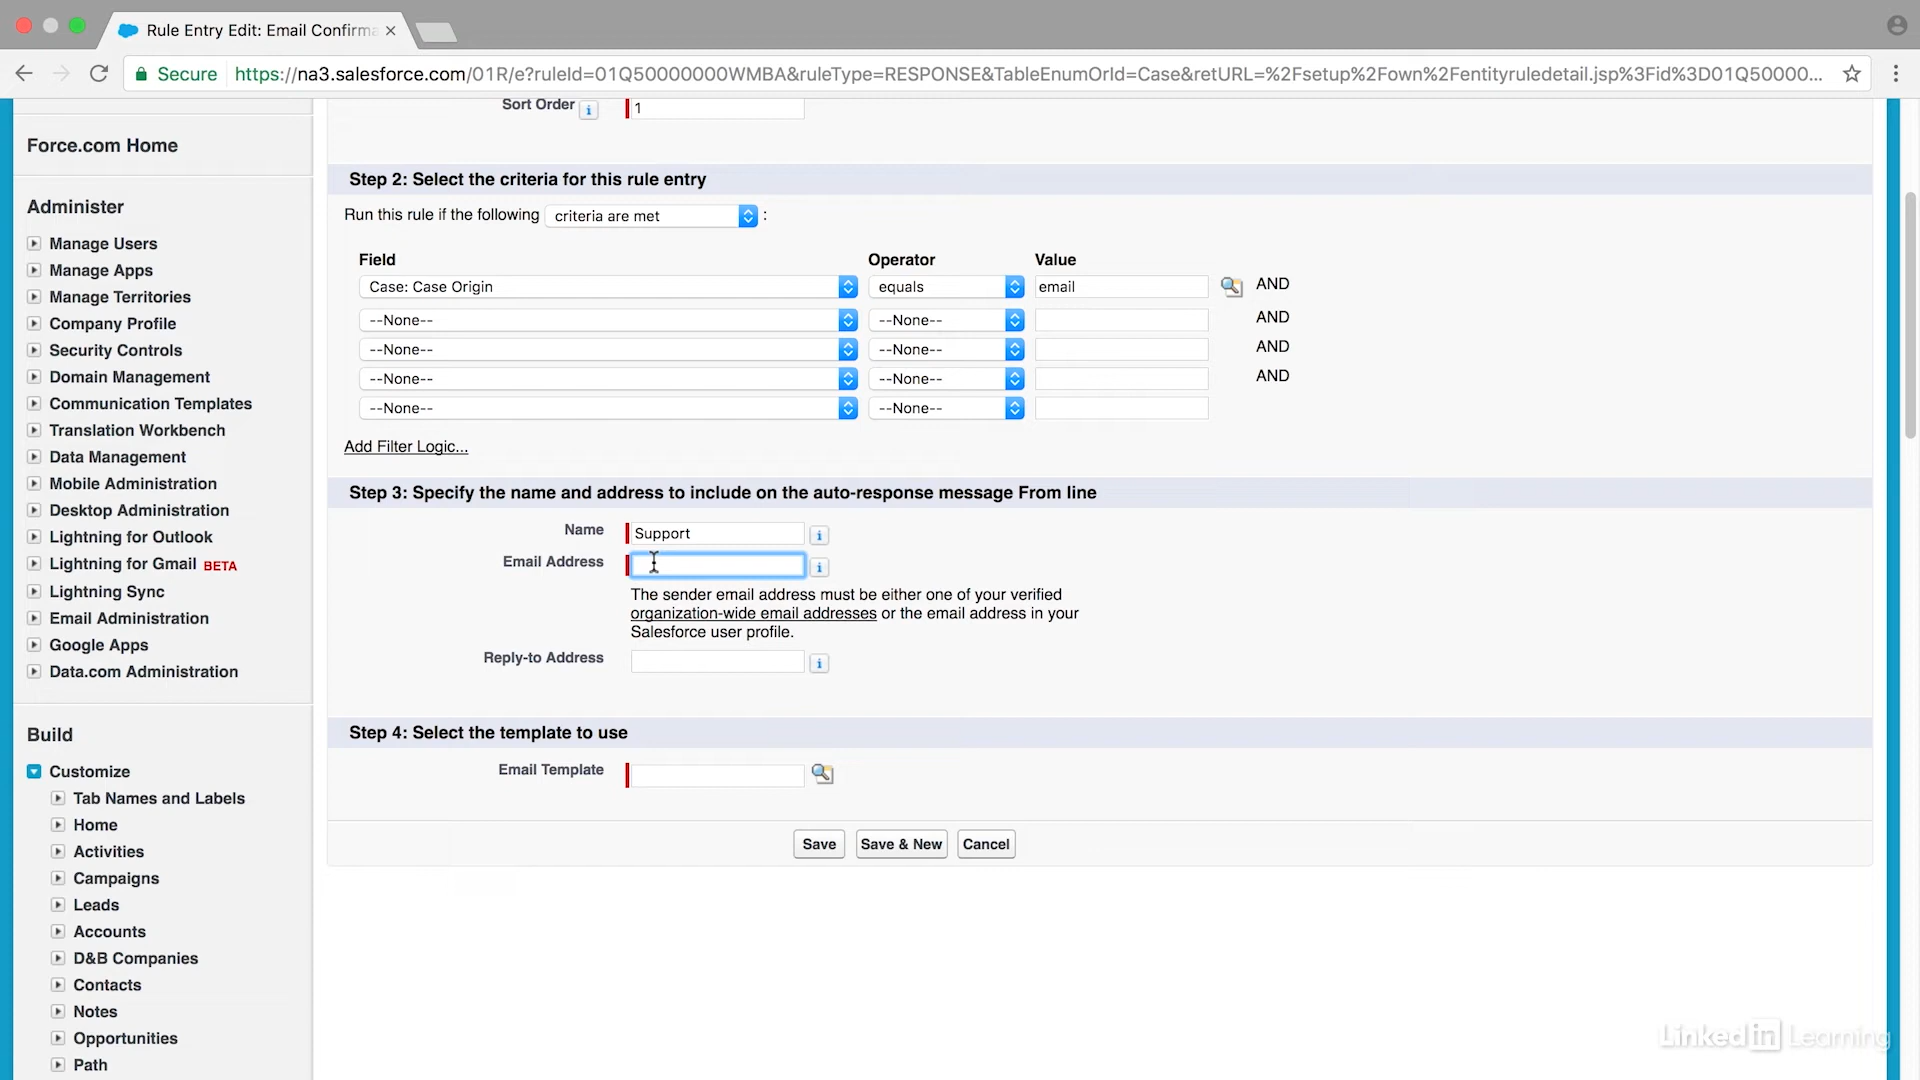 Rule Entry Edit: Email Confirma
Secure
https://na3.salesforce.com/01R/e?ruleId=01Q50000000WMBA&ruleType=RESPONSE&TableEnumOrId=Case&retURL=%2Fsetup%2Fown%2Fentityruledetail.jsp%3Fid%3D01Q50000...
Force.com Home
Administer
Manage Users
Manage Apps
Manage Territories
Company Profile
Security Controls
Domain Management
Communication Templates
Translation Workbench
Data Management
Mobile Administration
Desktop Administration
Lightning for Outlook
Lightning for Gmail BETA
Lightning Sync
Email Administration
Google Apps
Data.com Administration
Build
Customize
Tab Names and Labels
Home
Activities
Campaigns
Leads
Accounts
D&B Companies
Contacts
Notes
Opportunities
Path
Sort Order i 1
Step 2: Select the criteria for this rule entry
Run this rule if the following criteria are met :
Field Operator Value
Case: Case Origin equals email AND
--None-- --None-- AND
--None-- --None-- AND
--None-- --None-- AND
--None-- --None--
Add Filter Logic...
Step 3: Specify the name and address to include on the auto-response message From line
Name Support i
Email Address i
The sender email address must be either one of your verified
organization-wide email addresses or the email address in your
Salesforce user profile.
Reply-to Address i
Step 4: Select the template to use
Email Template
Save Save & New Cancel
Linked in Learning